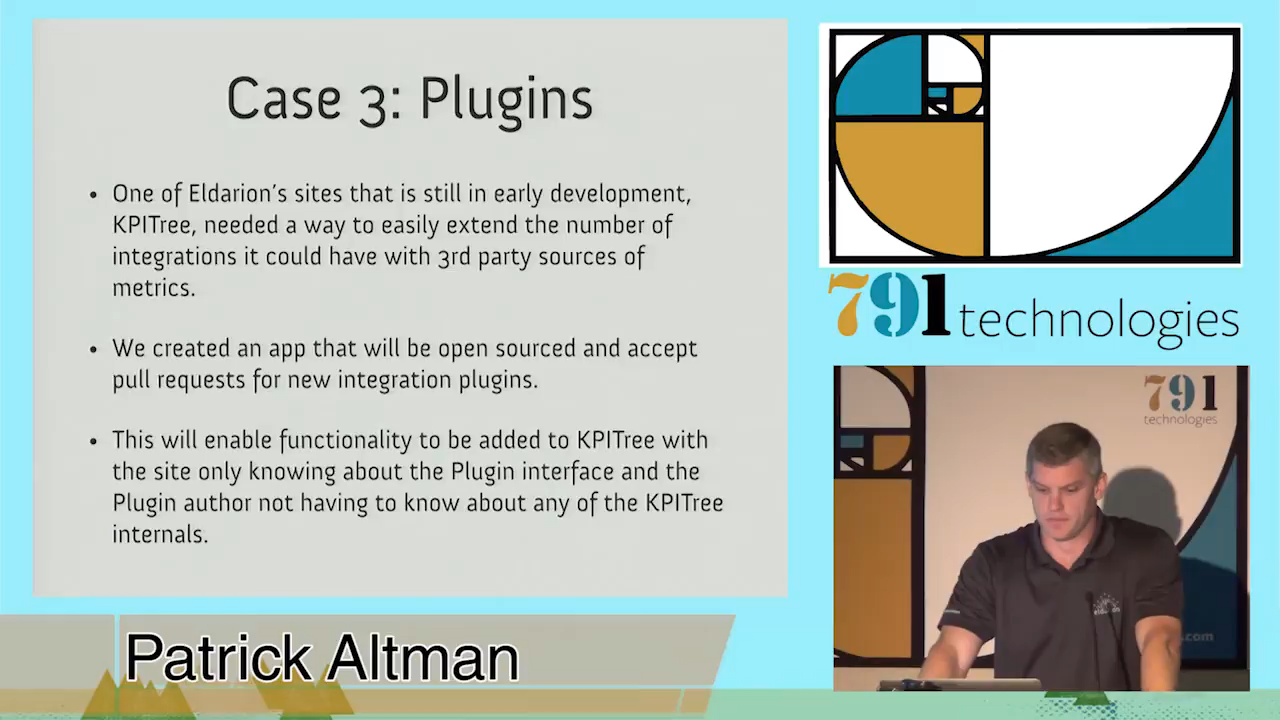 Case 3: Plugins
• One of Eldarion's sites that is still in early development,
KPITree, needed a way to easily extend the number of
integrations it could have with 3rd party sources of
metrics.
• We created an app that will be open sourced and accept
pull requests for new integration plugins.
• This will enable functionality to be added to KPITree with
the site only knowing about the Plugin interface and the
Plugin author not having to know about any of the KPITree
internals.
791 technologies
791
technologies
.com
Patrick Altman